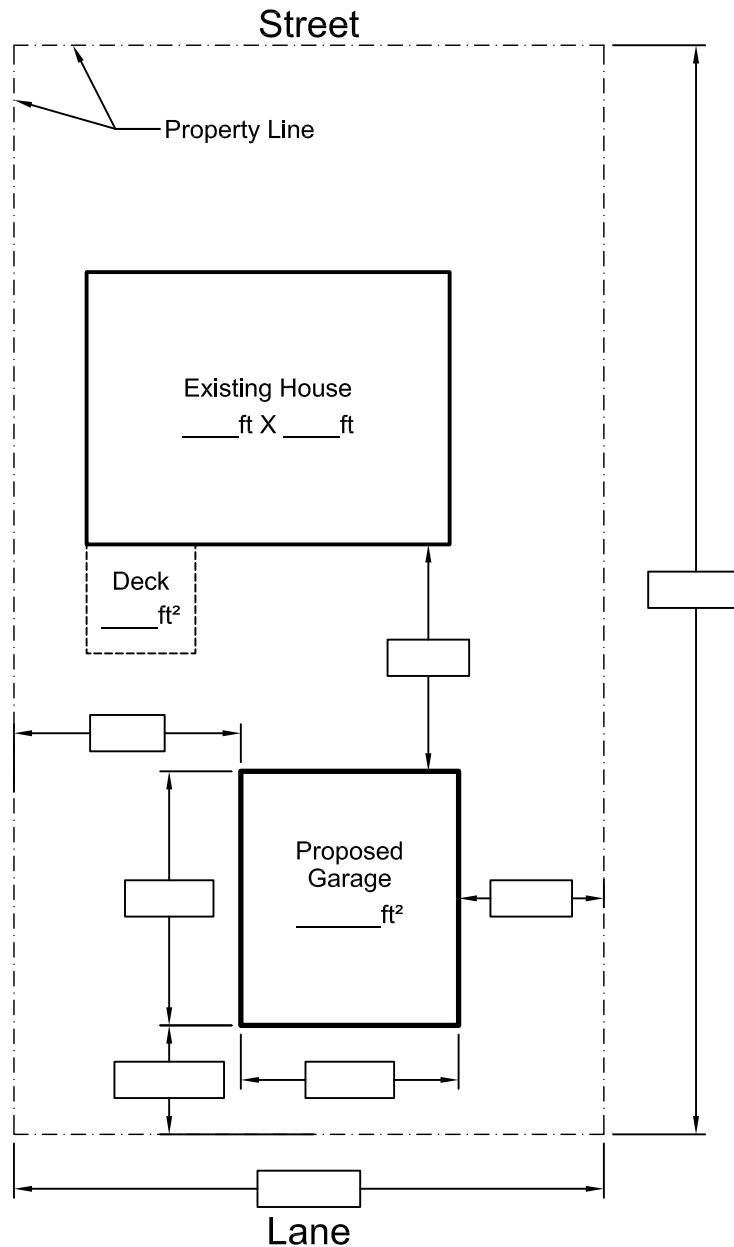 Street
Property Line
Existing House
____ft X ____ft
Deck
____ft²
Proposed
Garage
______ft²
Lane